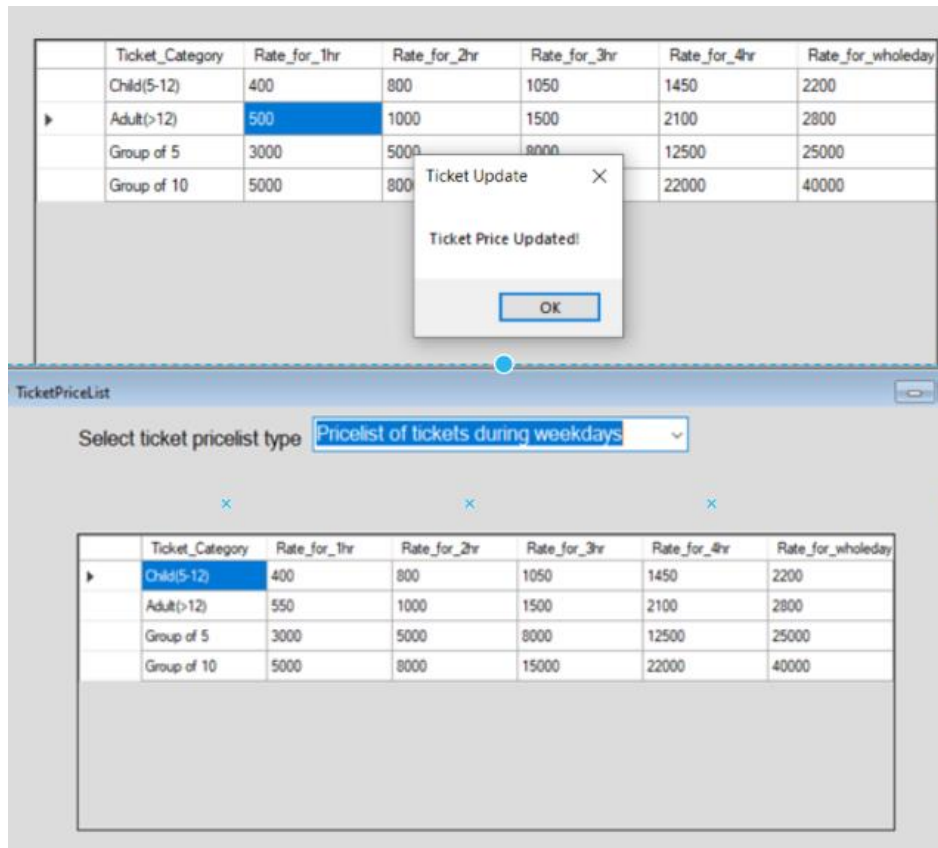 Ticket_Category Rate_for_1hr Rate_for_2hr Rate_for_3hr Rate_for_4hr Rate_for_wholeday
Child(5-12) 400 800 1050 1450 2200
Adult(>12) 500 1000 1500 2100 2800
Group of 5 3000 5000 8000 12500 25000
Group of 10 5000 800 22000 40000
Ticket Update
Ticket Price Updated!
OK
TicketPriceList
Select ticket pricelist type Pricelist of tickets during weekdays
Ticket_Category Rate_for_1hr Rate_for_2hr Rate_for_3hr Rate_for_4hr Rate_for_wholeday
Child(5-12) 400 800 1050 1450 2200
Adult(>12) 550 1000 1500 2100 2800
Group of 5 3000 5000 8000 12500 25000
Group of 10 5000 8000 15000 22000 40000